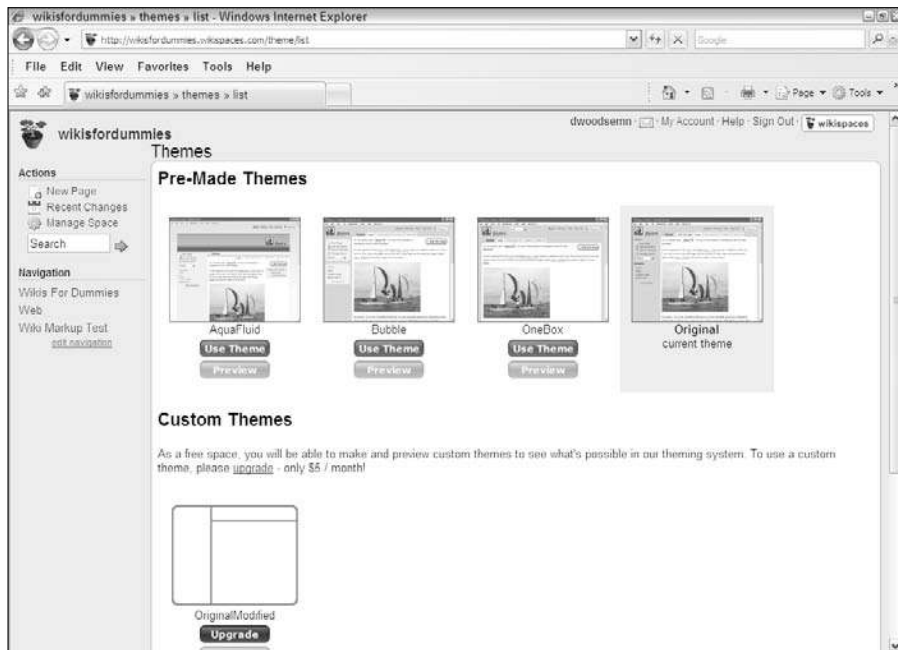 wikisfordummies » themes » list - Windows Internet Explorer
http://wikisfordummies.wikispaces.com/theme/list
Google
File Edit View Favorites Tools Help
wikisfordummies » themes » list
Page Tools
dwoodsemn · My Account · Help · Sign Out · wikispaces
wikisfordummies
Themes
Actions
New Page
Recent Changes
Manage Space
Search
Navigation
Wikis For Dummies
Web
Wiki Markup Test
edit navigation
Pre-Made Themes
AquaFluid
Use Theme
Preview
Bubble
Use Theme
Preview
OneBox
Use Theme
Preview
Original
current theme
Custom Themes
As a free space, you will be able to make and preview custom themes to see what's possible in our theming system. To use a custom
theme, please upgrade - only $5 / month!
OriginalModified
Upgrade